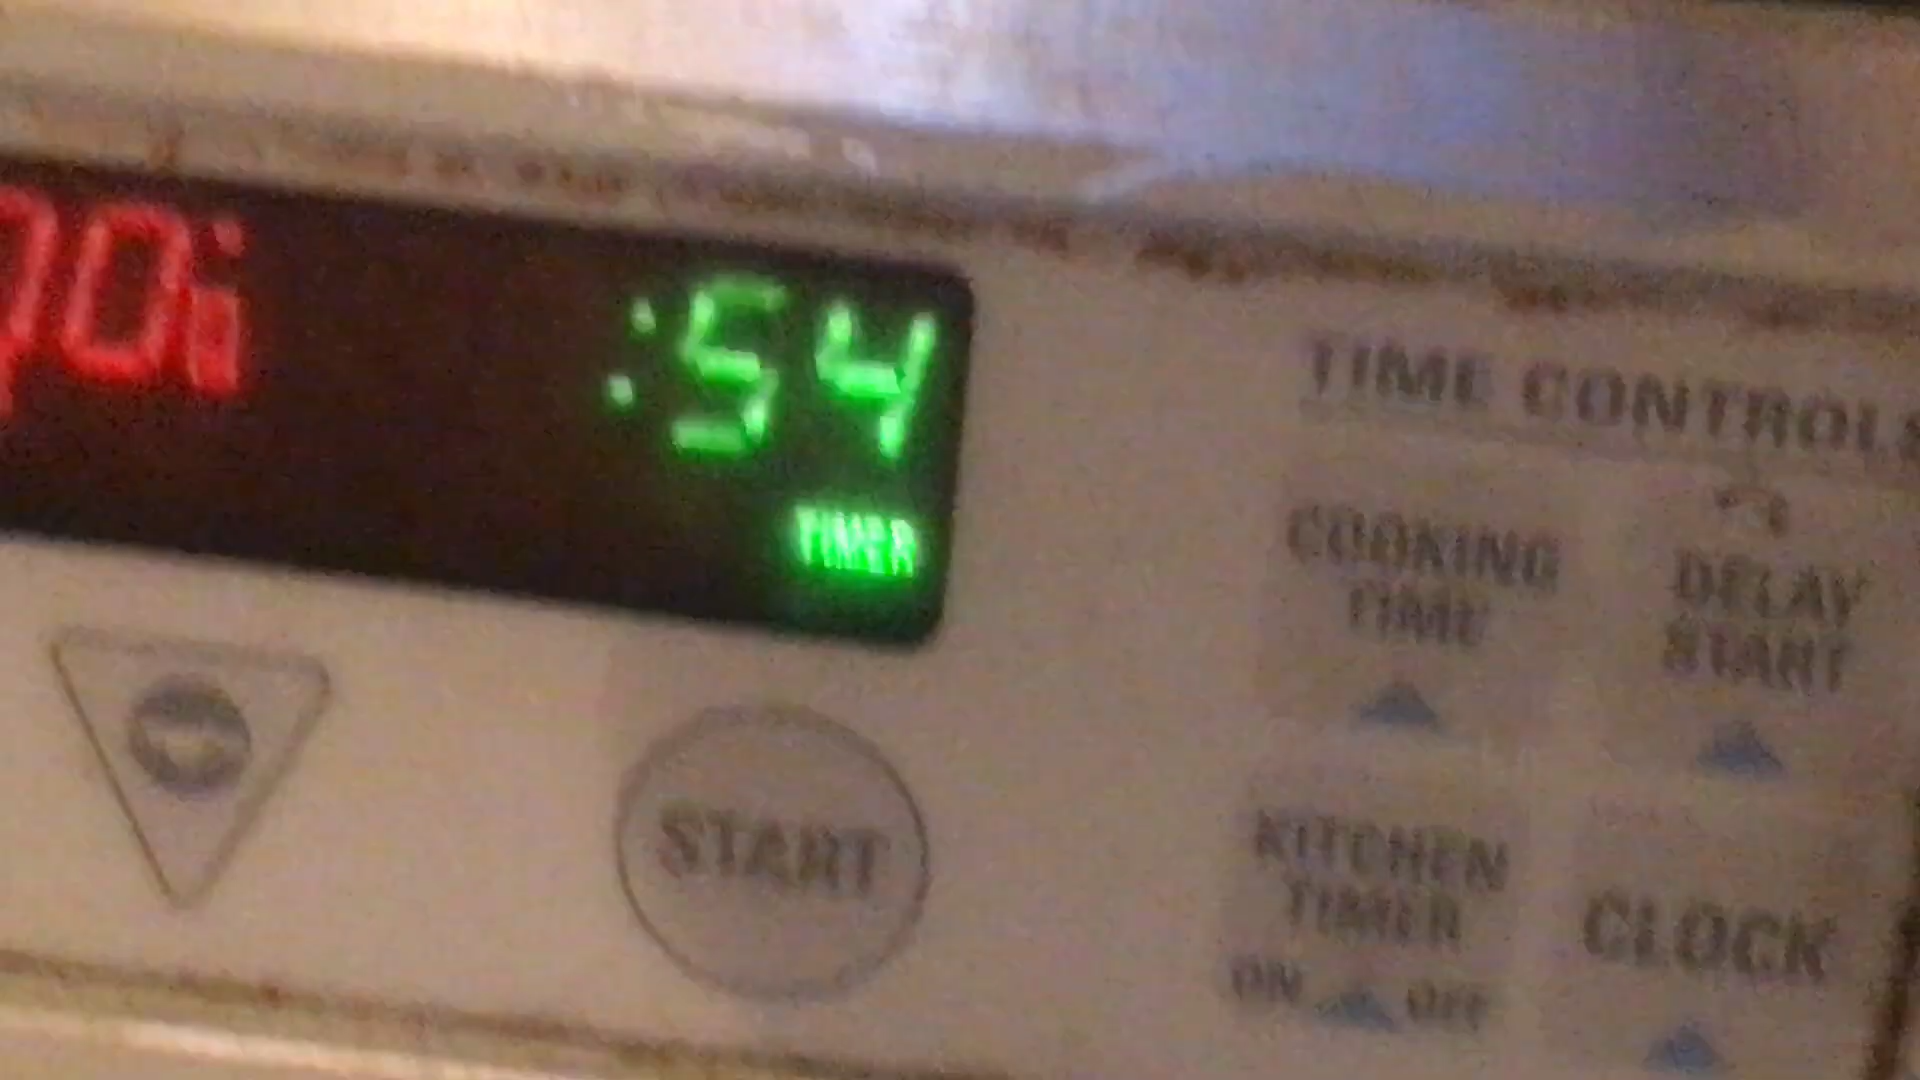 :54
TIMER
START
TIME CONTROLS
COOKING
TIME
DELAY
START
KITCHEN
TIMER
ON OFF
CLOCK